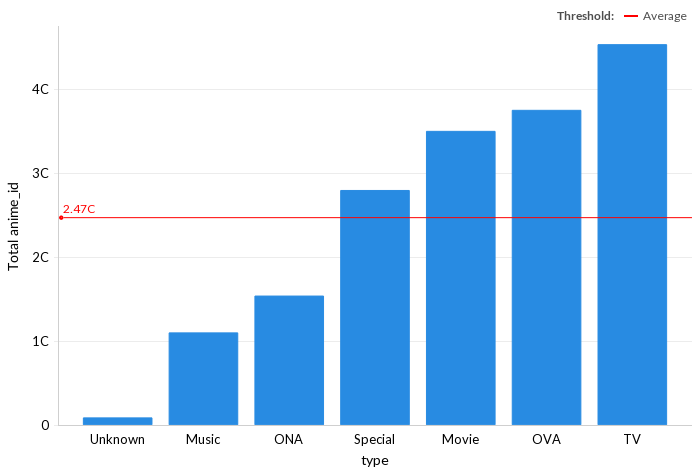 Threshold: Average
Total anime_id
4C
3C
2.47C
2C
1C
0
Unknown Music ONA Special Movie OVA TV
type